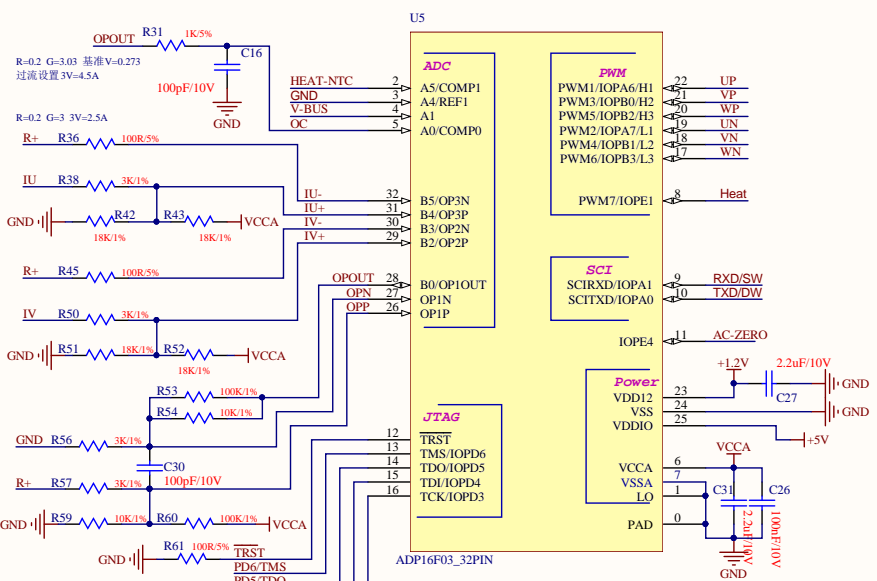 U5
OPOUT R31 1K/5%
C16
100pF/10V
GND
R=0.2 G=3.03 基准V=0.273
过流设置 3V=4.5A
R=0.2 G=3 3V=2.5A
R+ R36 100R/5%
IU R38 3K/1%
GND R42 R43 VCCA
18K/1% 18K/1%
R+ R45 100R/5%
IV R50 3K/1%
GND R51 18K/1% R52 VCCA
18K/1%
R53 100K/1%
R54 10K/1%
GND R56 3K/1%
C30
100pF/10V
R+ R57 3K/1%
GND R59 10K/1% R60 100K/1% VCCA
R61 100R/5% TRST
GND
PD6/TMS
PD5/TDO
ADC
HEAT-NTC 2 A5/COMP1
GND 3 A4/REF1
V-BUS 4 A1
OC 5 A0/COMP0
IU- 32 B5/OP3N
IU+ 31 B4/OP3P
IV- 30 B3/OP2N
IV+ 29 B2/OP2P
OPOUT 28 B0/OP1OUT
OPN 27 OP1N
OPP 26 OP1P
JTAG
12 TRST
13 TMS/IOPD6
14 TDO/IOPD5
15 TDI/IOPD4
16 TCK/IOPD3
ADP16F03_32PIN
PWM
PWM1/IOPA6/H1 22 UP
PWM3/IOPB0/H2 21 VP
PWM5/IOPB2/H3 20 WP
PWM2/IOPA7/L1 19 UN
PWM4/IOPB1/L2 18 VN
PWM6/IOPB3/L3 17 WN
PWM7/IOPE1 8 Heat
SCI
SCIRXD/IOPA1 9 RXD/SW
SCITXD/IOPA0 10 TXD/DW
IOPE4 11 AC-ZERO
Power
VDD12 23
VSS 24
VDDIO 25
VCCA 6
VSSA 7
LO 1
PAD 0
+1.2V 2.2uF/10V
GND
C27
GND
+5V
VCCA
C31 C26
2.2uF/10V
100nF/10V
GND